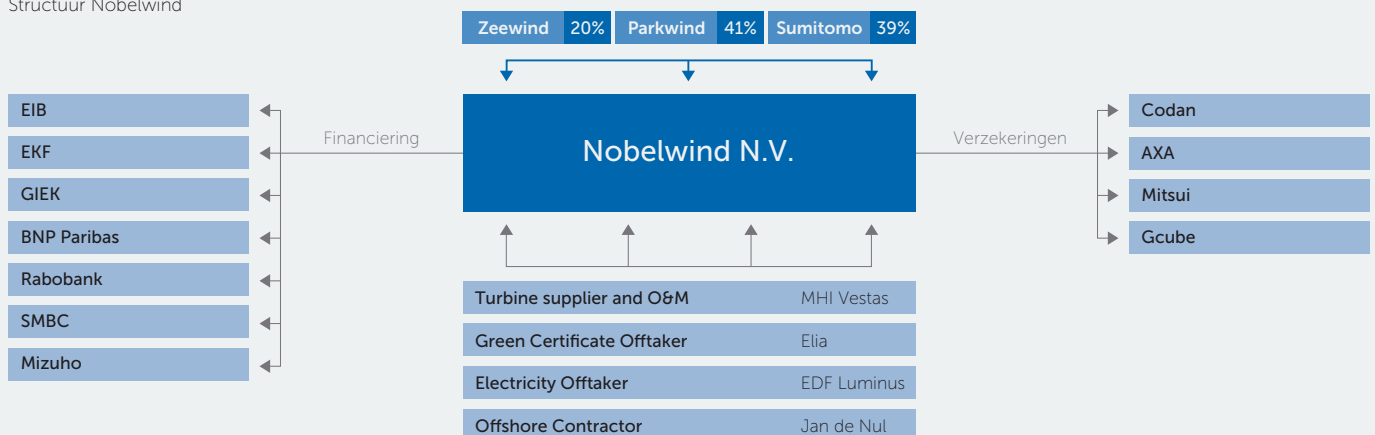 Structuur Nobelwind
Zeewind 20% Parkwind 41% Sumitomo 39%
EIB
EKF
GIEK
BNP Paribas
Rabobank
SMBC
Mizuho
Financiering
Nobelwind N.V.
Verzekeringen
Codan
AXA
Mitsui
Gcube
Turbine supplier and O&M MHI Vestas
Green Certificate Offtaker Elia
Electricity Offtaker EDF Luminus
Offshore Contractor Jan de Nul